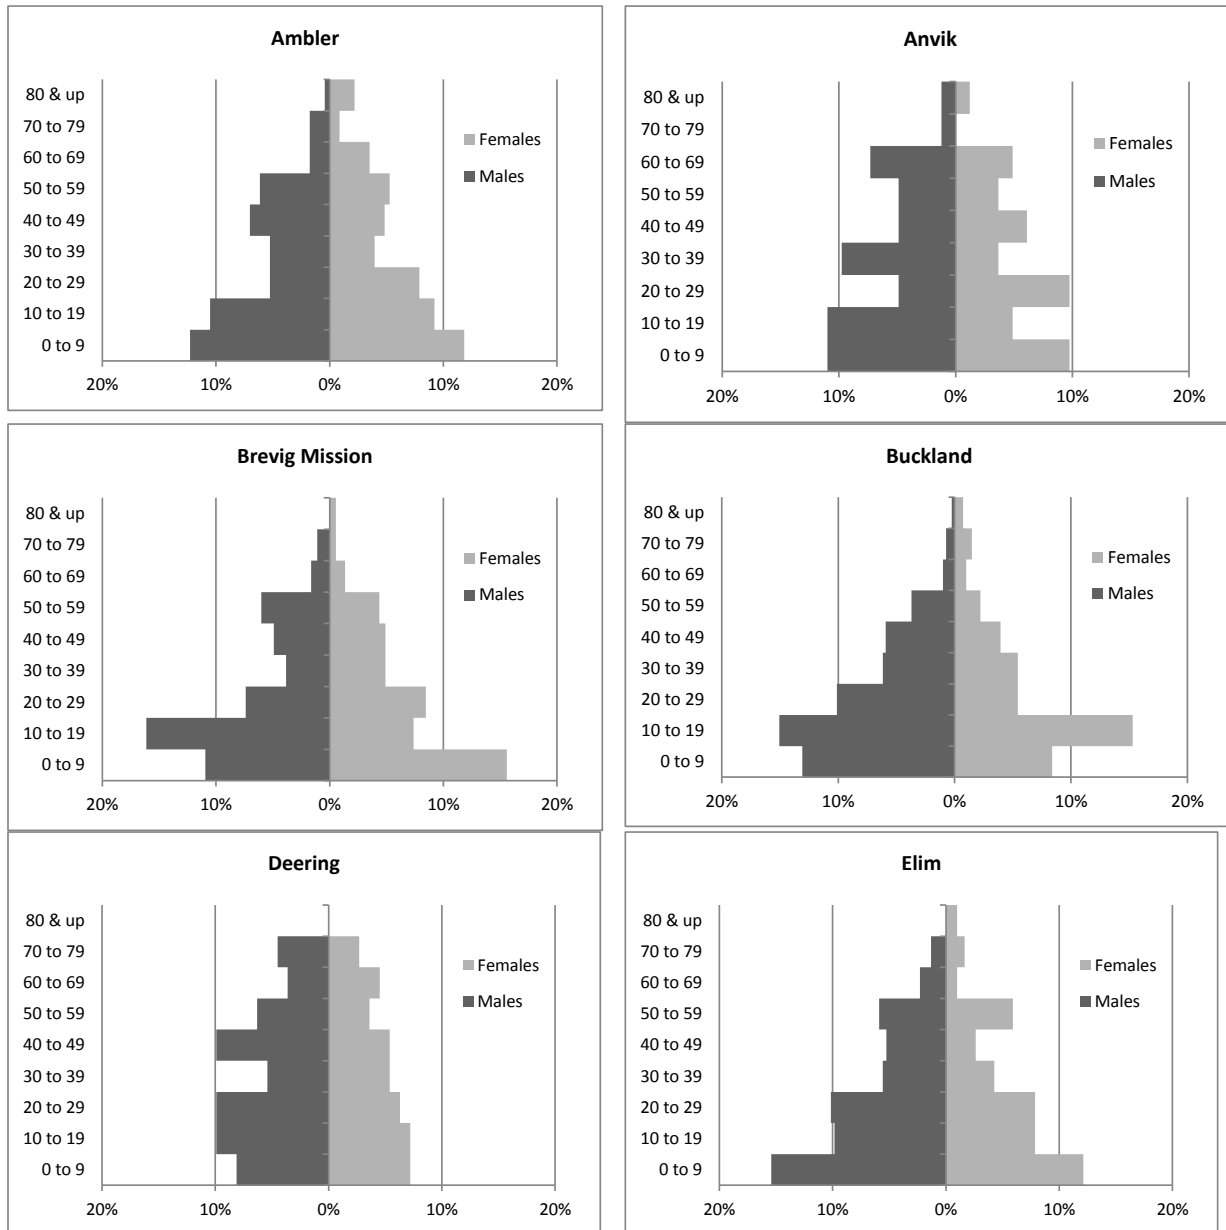 Ambler
80 & up
70 to 79
60 to 69
50 to 59
40 to 49
30 to 39
20 to 29
10 to 19
0 to 9
Females
Males
20% 10% 0% 10% 20%
Anvik
80 & up
70 to 79
60 to 69
50 to 59
40 to 49
30 to 39
20 to 29
10 to 19
0 to 9
Females
Males
20% 10% 0% 10% 20%
Brevig Mission
80 & up
70 to 79
60 to 69
50 to 59
40 to 49
30 to 39
20 to 29
10 to 19
0 to 9
Females
Males
20% 10% 0% 10% 20%
Buckland
80 & up
70 to 79
60 to 69
50 to 59
40 to 49
30 to 39
20 to 29
10 to 19
0 to 9
Females
Males
20% 10% 0% 10% 20%
Deering
80 & up
70 to 79
60 to 69
50 to 59
40 to 49
30 to 39
20 to 29
10 to 19
0 to 9
Females
Males
20% 10% 0% 10% 20%
Elim
80 & up
70 to 79
60 to 69
50 to 59
40 to 49
30 to 39
20 to 29
10 to 19
0 to 9
Females
Males
20% 10% 0% 10% 20%